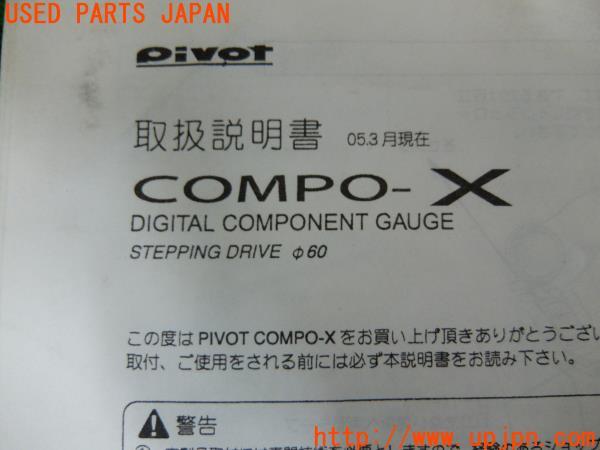 USED PARTS JAPAN
PIVOT
取扱説明書 05.3月現在
COMPO-X
DIGITAL COMPONENT GAUGE
STEPPING DRIVE φ60
この度は PIVOT COMPO-X をお買い上げ頂きありがとうござい
取付、ご使用をされる前には必ず本説明書をお読み下さい。
警告
http://www.upjpn.com